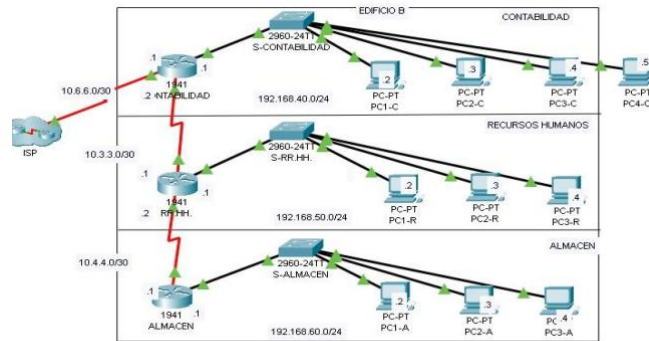 EDIFICIO B
CONTABILIDAD
2960-24TT
S-CONTABILIDAD
.1
.1
1941
.2 ONTABILIDAD
10.6.6.0/30
192.168.40.0/24
.2
PC-PT
PC1-C
.3
PC-PT
PC2-C
.4
PC-PT
PC3-C
.5
PC-PT
PC4-C
ISP
RECURSOS HUMANOS
2960-24TT
S-RR.HH.
10.3.3.0/30
.1
.1
1941
RR.HH.
.2
192.168.50.0/24
.2
PC-PT
PC1-R
.3
PC-PT
PC2-R
.4
PC-PT
PC3-R
ALMACEN
2960-24TT
S-ALMACEN
10.4.4.0/30
.1
.1
1941
ALMACEN
192.168.60.0/24
.2
PC-PT
PC1-A
.3
PC-PT
PC2-A
.4
PC-PT
PC3-A